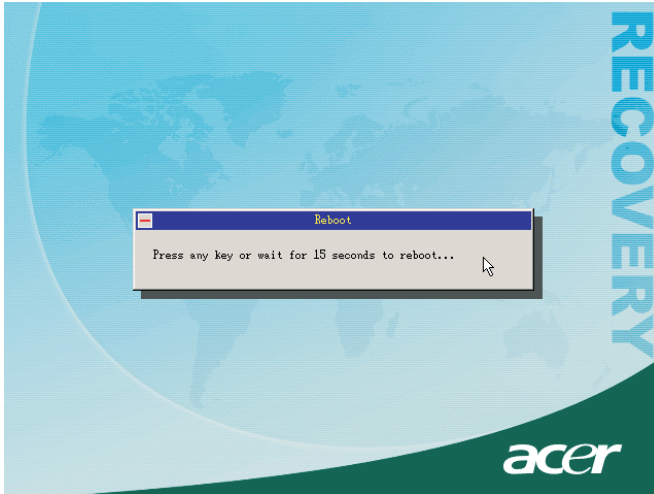 RECOVERY
Reboot
Press any key or wait for 15 seconds to reboot...
acer